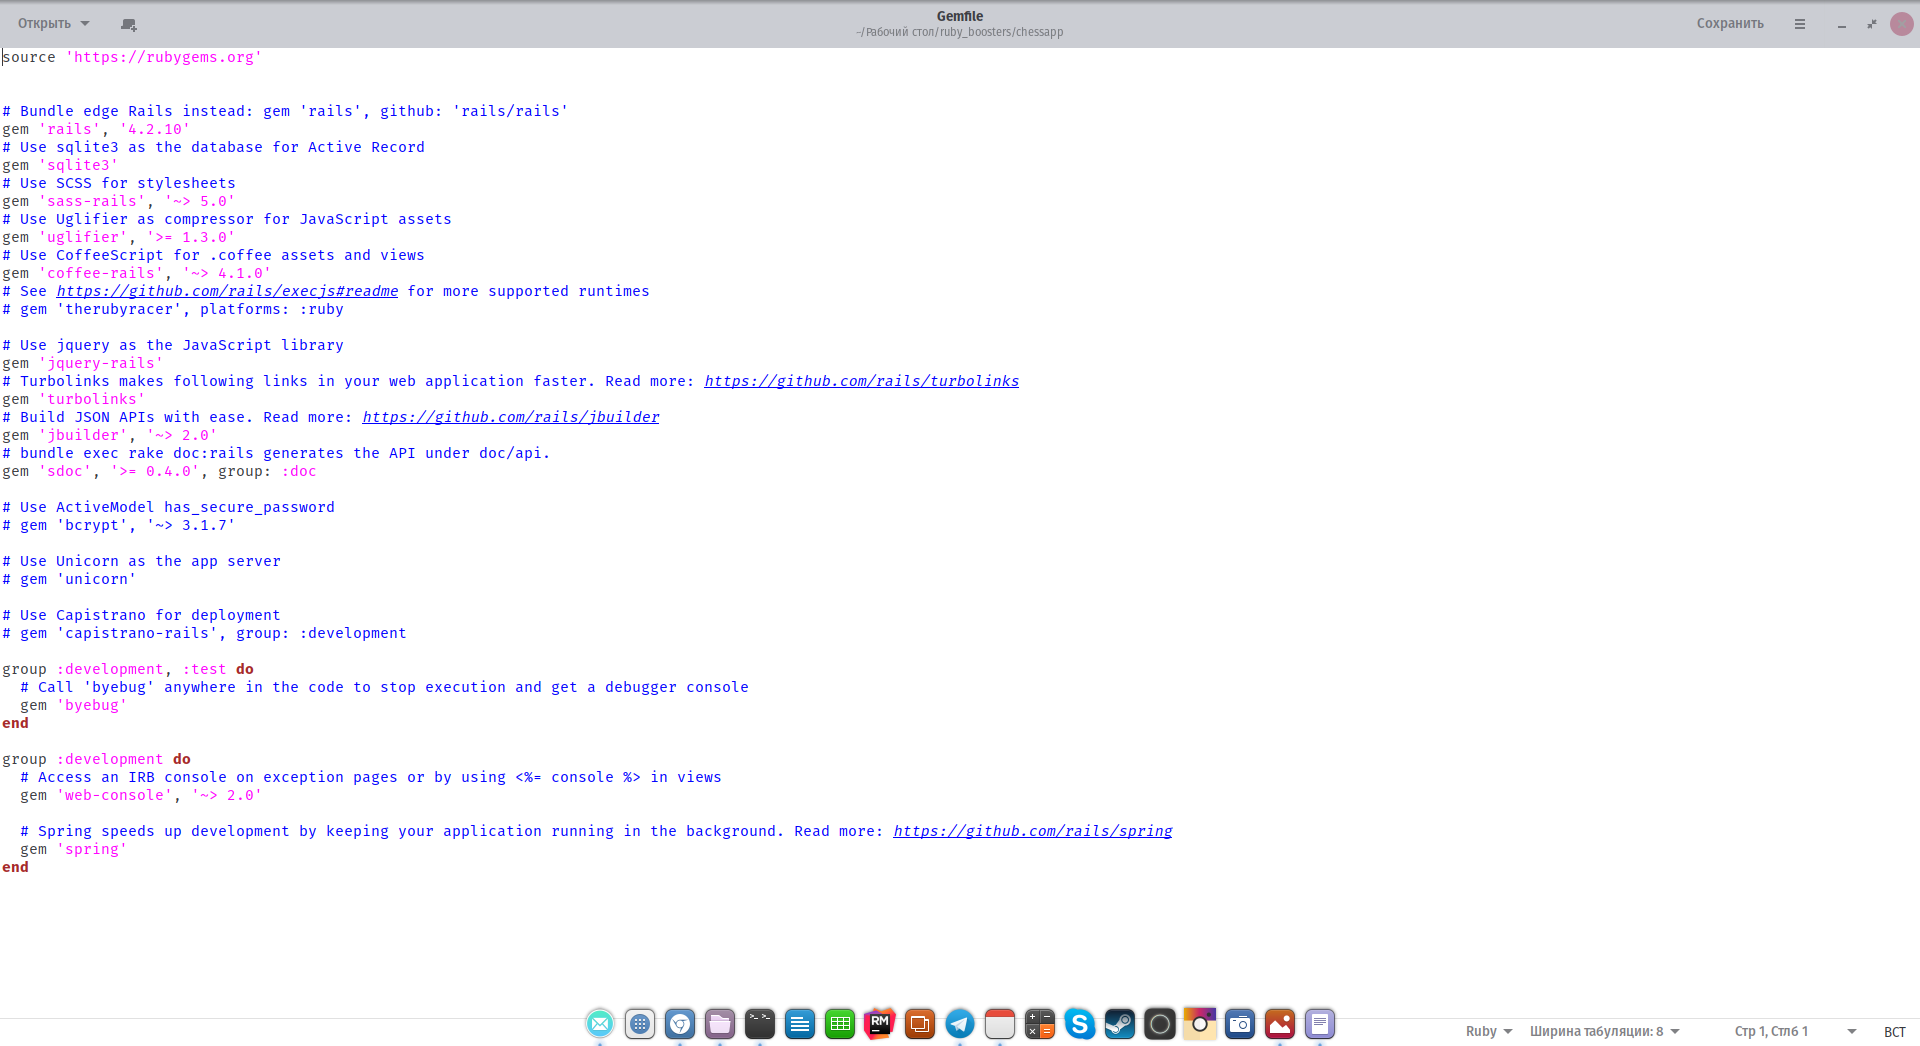 Открыть
Gemfile
~/Рабочий стол/ruby_boosters/chessapp
Сохранить
source 'https://rubygems.org'
# Bundle edge Rails instead: gem 'rails', github: 'rails/rails'
gem 'rails', '4.2.10'
# Use sqlite3 as the database for Active Record
gem 'sqlite3'
# Use SCSS for stylesheets
gem 'sass-rails', '~> 5.0'
# Use Uglifier as compressor for JavaScript assets
gem 'uglifier', '>= 1.3.0'
# Use CoffeeScript for .coffee assets and views
gem 'coffee-rails', '~> 4.1.0'
# See https://github.com/rails/execjs#readme for more supported runtimes
# gem 'therubyracer', platforms: :ruby
# Use jquery as the JavaScript library
gem 'jquery-rails'
# Turbolinks makes following links in your web application faster. Read more: https://github.com/rails/turbolinks
gem 'turbolinks'
# Build JSON APIs with ease. Read more: https://github.com/rails/jbuilder
gem 'jbuilder', '~> 2.0'
# bundle exec rake doc:rails generates the API under doc/api.
gem 'sdoc', '>= 0.4.0', group: :doc
# Use ActiveModel has_secure_password
# gem 'bcrypt', '~> 3.1.7'
# Use Unicorn as the app server
# gem 'unicorn'
# Use Capistrano for deployment
# gem 'capistrano-rails', group: :development
group :development, :test do
  # Call 'byebug' anywhere in the code to stop execution and get a debugger console
  gem 'byebug'
end
group :development do
  # Access an IRB console on exception pages or by using <%= console %> in views
  gem 'web-console', '~> 2.0'
  # Spring speeds up development by keeping your application running in the background. Read more: https://github.com/rails/spring
  gem 'spring'
end
>_ >_
RM
S
Ruby
Ширина табуляции: 8
Стр 1, Стлб 1
ВСТ